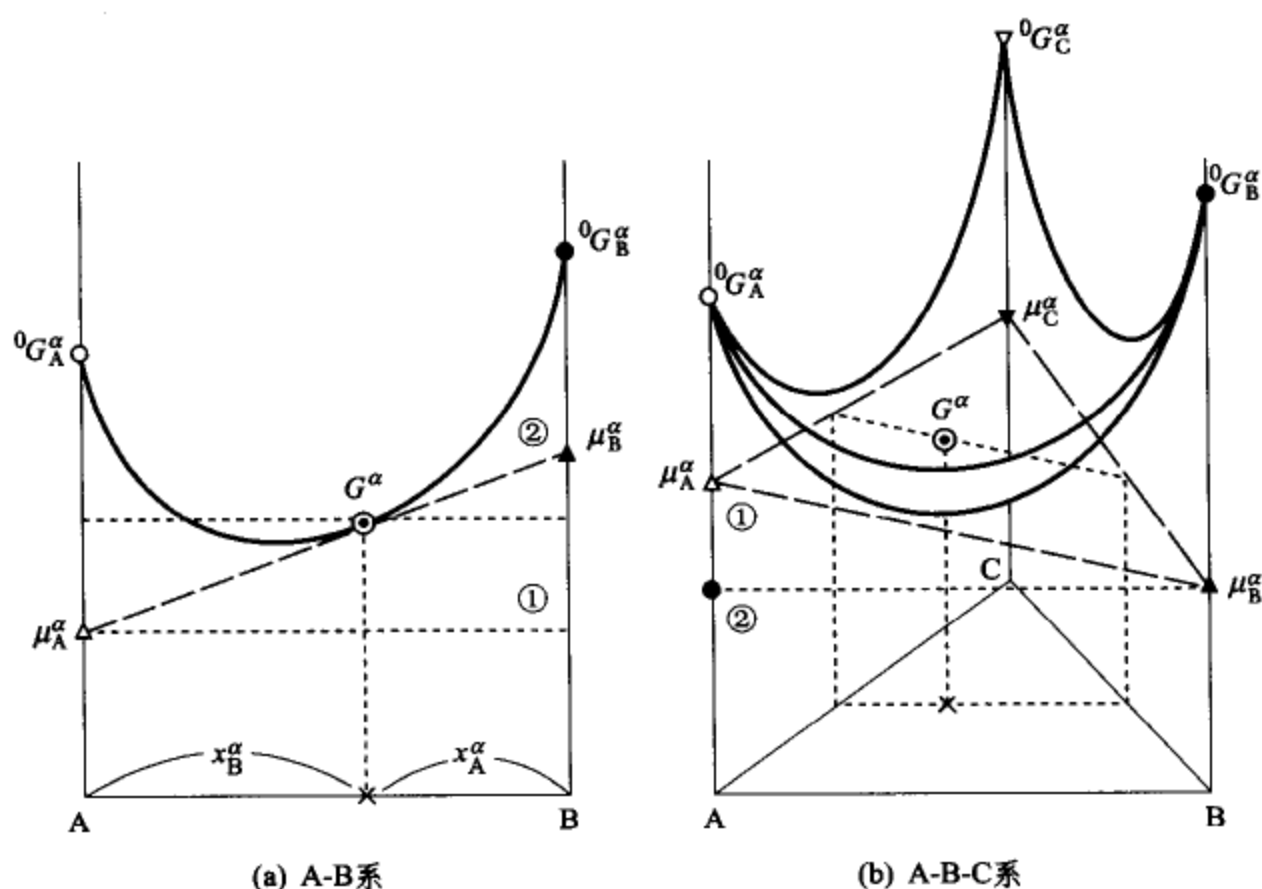 ⁰G_A^α
⁰G_B^α
②
μ_B^α
G^α
μ_A^α
①
x_B^α
x_A^α
A
B
(a) A-B系
⁰G_C^α
⁰G_B^α
⁰G_A^α
μ_C^α
G^α
μ_A^α
①
C
μ_B^α
②
A
B
(b) A-B-C系